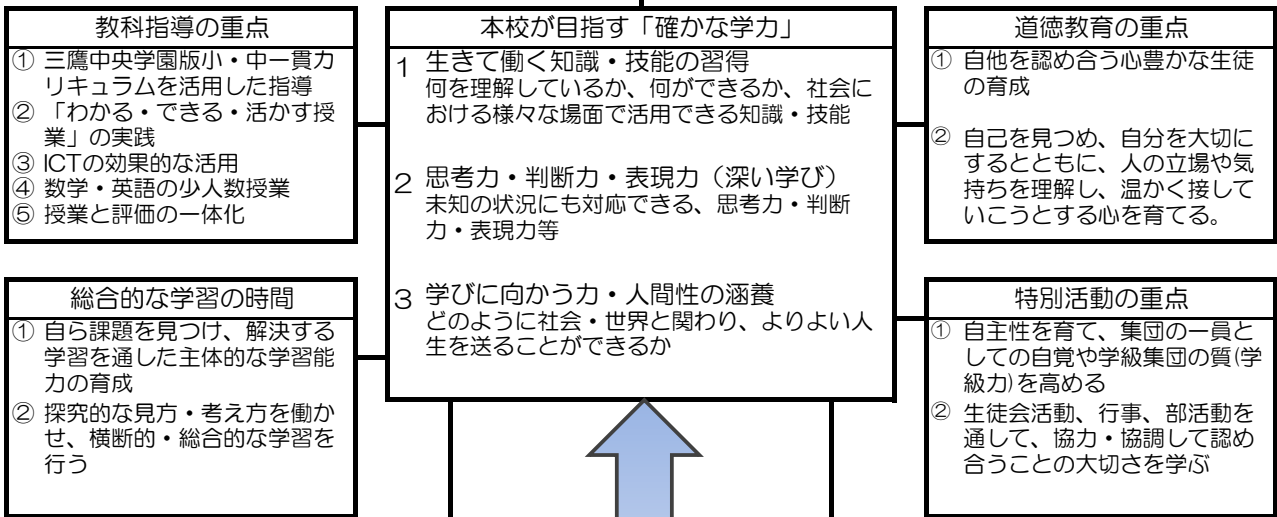 教科指導の重点
① 三鷹中央学園版小・中一貫カ
リキュラムを活用した指導
② 「わかる・できる・活かす授
業」の実践
③ ICTの効果的な活用
④ 数学・英語の少人数授業
⑤ 授業と評価の一体化
総合的な学習の時間
① 自ら課題を見つけ、解決する
学習を通した主体的な学習能
力の育成
② 探究的な見方・考え方を働か
せ、横断的・総合的な学習を
行う
本校が目指す「確かな学力」
1 生きて働く知識・技能の習得
何を理解しているか、何ができるか、社会に
おける様々な場面で活用できる知識・技能
2 思考力・判断力・表現力（深い学び）
未知の状況にも対応できる、思考力・判断
力・表現力等
3 学びに向かう力・人間性の涵養
どのように社会・世界と関わり、よりよい人
生を送ることができるか
道徳教育の重点
① 自他を認め合う心豊かな生徒
の育成
② 自己を見つめ、自分を大切に
するとともに、人の立場や気
持ちを理解し、温かく接して
いこうとする心を育てる。
特別活動の重点
① 自主性を育て、集団の一員と
しての自覚や学級集団の質(学
級力)を高める
② 生徒会活動、行事、部活動を
通して、協力・協調して認め
合うことの大切さを学ぶ